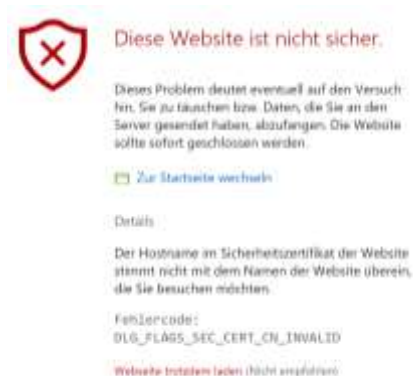 Diese Website ist nicht sicher.
Dieses Problem deutet eventuell auf den Versuch
hin, Sie zu täuschen bzw. Daten, die Sie an den
Server gesendet haben, abzufangen. Die Website
sollte sofort geschlossen werden.
Zur Startseite wechseln
Details
Der Hostname im Sicherheitszertifikat der Website
stimmt nicht mit dem Namen der Website überein,
die Sie besuchen möchten.
Fehlercode:
DLG_FLAGS_SEC_CERT_CN_INVALID
Webseite trotzdem laden (Nicht empfohlen)